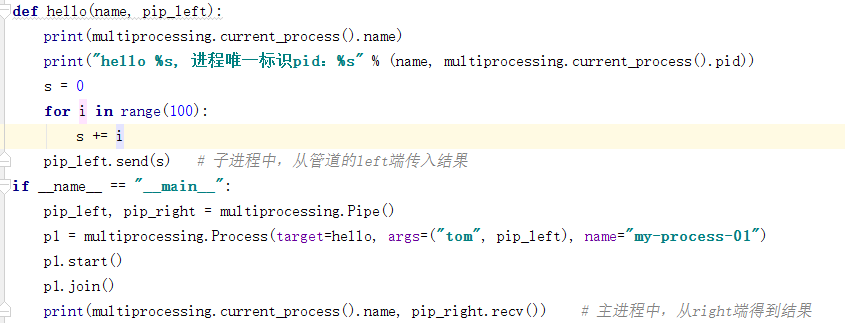 def hello(name, pip_left):
    print(multiprocessing.current_process().name)
    print("hello %s, 进程唯一标识pid：%s" % (name, multiprocessing.current_process().pid))
    s = 0
    for i in range(100):
        s += i
    pip_left.send(s)   # 子进程中，从管道的left端传入结果
if __name__ == "__main__":
    pip_left, pip_right = multiprocessing.Pipe()
    p1 = multiprocessing.Process(target=hello, args=("tom", pip_left), name="my-process-01")
    p1.start()
    p1.join()
    print(multiprocessing.current_process().name, pip_right.recv())    # 主进程中，从right端得到结果